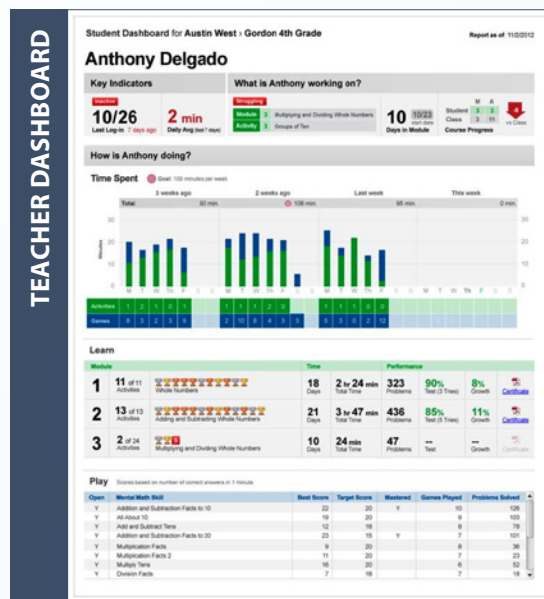 TEACHER DASHBOARD
Student Dashboard for Austin West › Gordon 4th Grade
Report as of 11/2/2012
Anthony Delgado
Key Indicators
What is Anthony working on?
Inactive
10/26
Last Log-in 7 days ago
2 min
Daily Avg (last 7 days)
Struggling
Module 3 Multiplying and Dividing Whole Numbers
Activity 3 Groups of Ten
10 10/23 start date
Days in Module
M A
Student 3 3
Class 3 11
Course Progress
-4
vs Class
How is Anthony doing?
Time Spent Goal: 100 minutes per week
3 weeks ago 2 weeks ago Last week This week
Total: 108 min. 0 min.
Minutes
30 30
20 20
10 10
0 0
M T W Th F S S M T W Th F S S M T W Th F S S M T W Th F S S
Activities 1 2 1 0 1 1 1 1 2 0 1 1 1 0 0
Games 8 3 2 3 2 10 8 4 3 3 5 3 0 2 12
Learn
Module Time Performance
1 11 of 11 Activities Whole Numbers 18 Days 2 hr 24 min Total Time 323 Problems 90% Test (3 Tries) 8% Growth Certificate
2 13 of 13 Activities Adding and Subtracting Whole Numbers 21 Days 3 hr 47 min Total Time 436 Problems 85% Test (5 Tries) 11% Growth Certificate
3 2 of 24 Activities Multiplying and Dividing Whole Numbers 10 Days 24 min Total Time 47 Problems -- Test -- Growth Certificate
Play Scores based on number of correct answers in 1 minute
Open Mental Math Skill Best Score Target Score Mastered Games Played Problems Solved
Y Addition and Subtraction Facts to 10 22 20 Y 10 126
Y All About 10 19 20 9 103
Y Add and Subtract Tens 12 18 8 78
Y Addition and Subtraction Facts to 20 23 15 Y 7 101
Y Multiplication Facts 9 20 8 36
Y Multiplication Facts 2 11 20 7 23
Y Multiply Tens 16 20 6 52
Y Division Facts 7 18 7 18